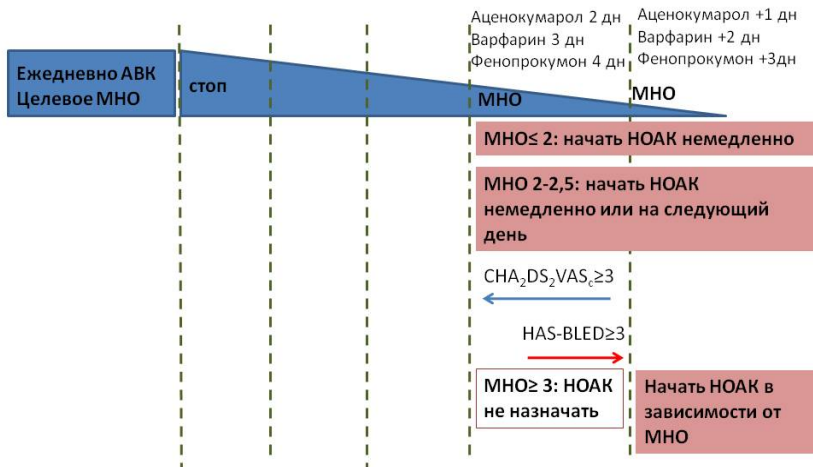 Аценокумарол 2 дн
Варфарин 3 дн
Фенопрокумон 4 дн
Аценокумарол +1 дн
Варфарин +2 дн
Фенопрокумон +3дн
Ежедневно АВК
Целевое МНО
стоп
МНО
МНО
МНО≤ 2: начать НОАК немедленно
МНО 2-2,5: начать НОАК
немедленно или на следующий
день
CHA₂DS₂VASc≥3
HAS-BLED≥3
МНО≥ 3: НОАК
не назначать
Начать НОАК в
зависимости от
МНО